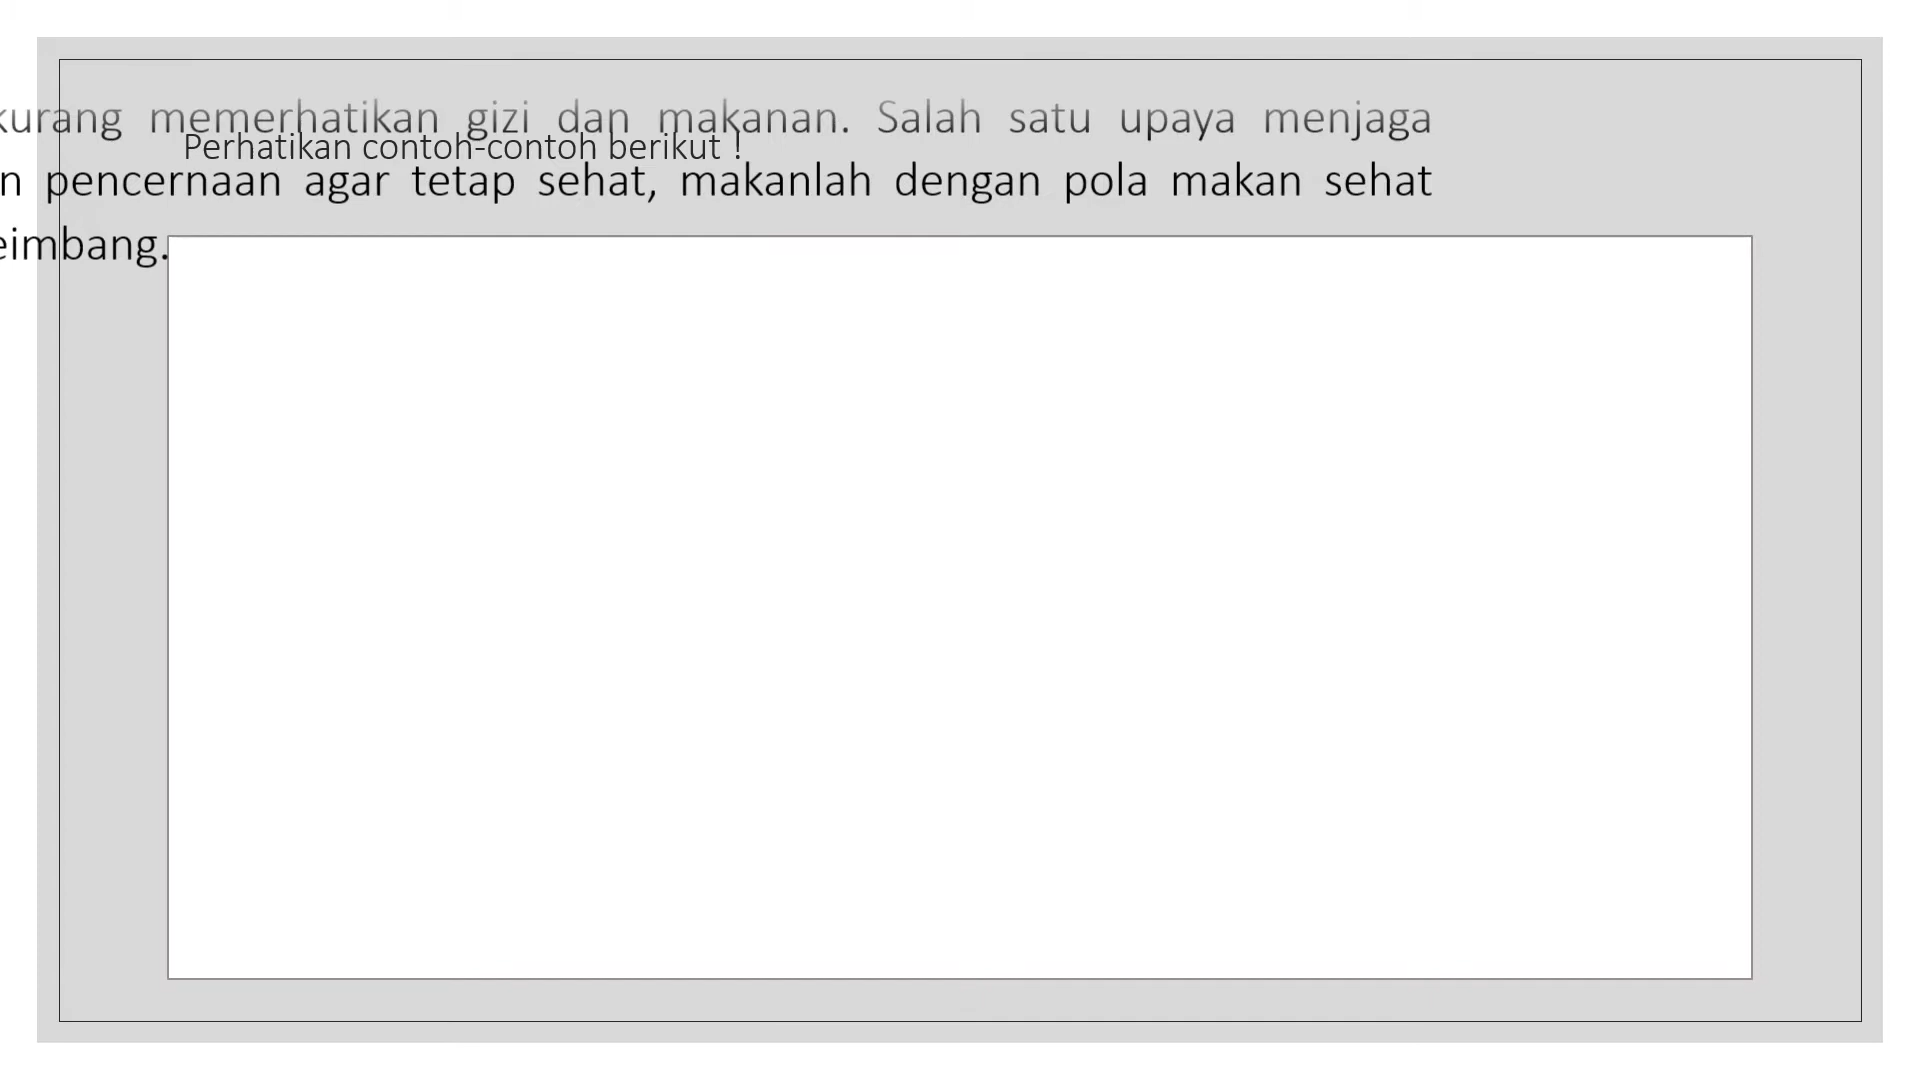 kurang memerhatikan gizi dan makanan. Salah satu upaya menjaga
Perhatikan contoh-contoh berikut !
n pencernaan agar tetap sehat, makanlah dengan pola makan sehat
eimbang.